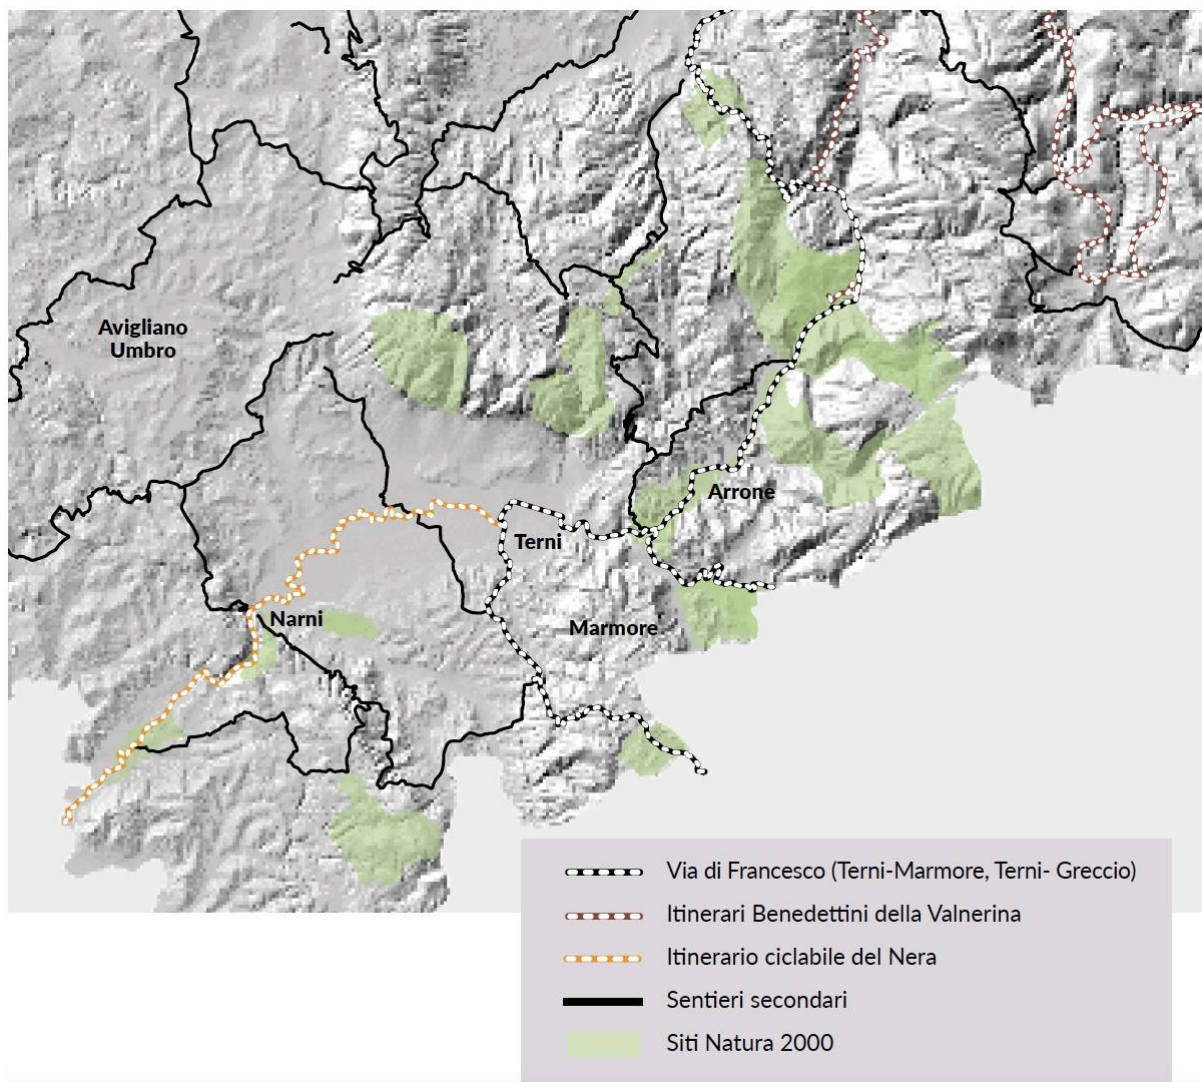 Avigliano
Umbro
Arrone
Terni
Narni
Marmore
Via di Francesco (Terni-Marmore, Terni- Greccio)
Itinerari Benedettini della Valnerina
Itinerario ciclabile del Nera
Sentieri secondari
Siti Natura 2000